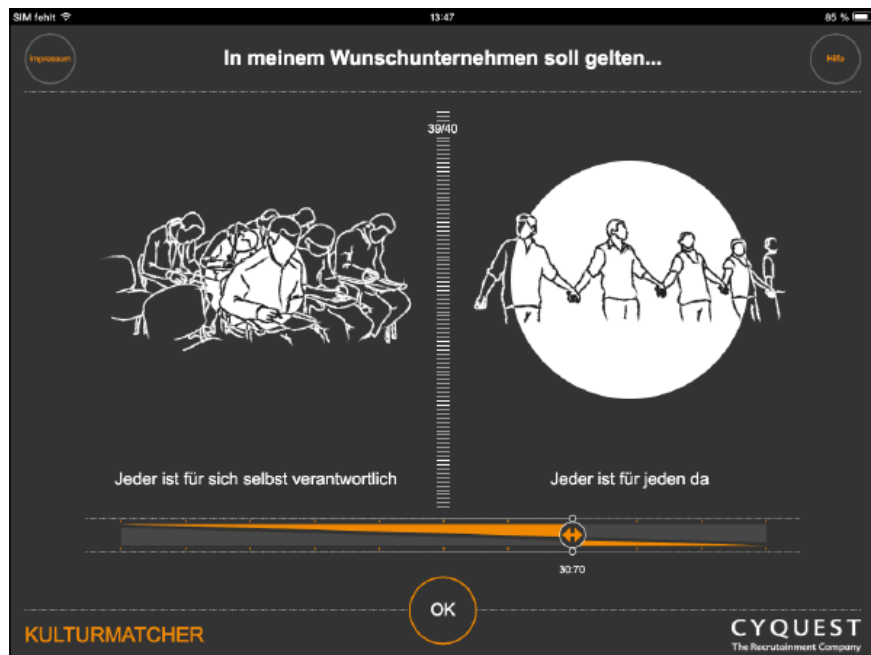 SIM fehlt
13:47
85 %
Impressum
In meinem Wunschunternehmen soll gelten...
Hilfe
39/40
Jeder ist für sich selbst verantwortlich
Jeder ist für jeden da
30:70
OK
KULTURMATCHER
CYQUEST
The Recrutainment Company